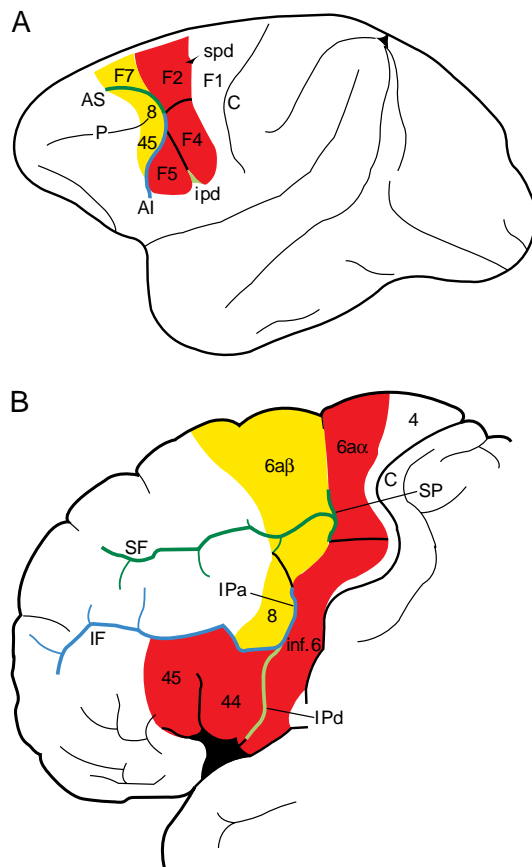 A
spd
F7
F2
F1
AS
C
8
P
45
F4
F5
AI
ipd
B
4
6aα
6aβ
C
SP
SF
IPa
8
IF
inf.6
45
44
IPd